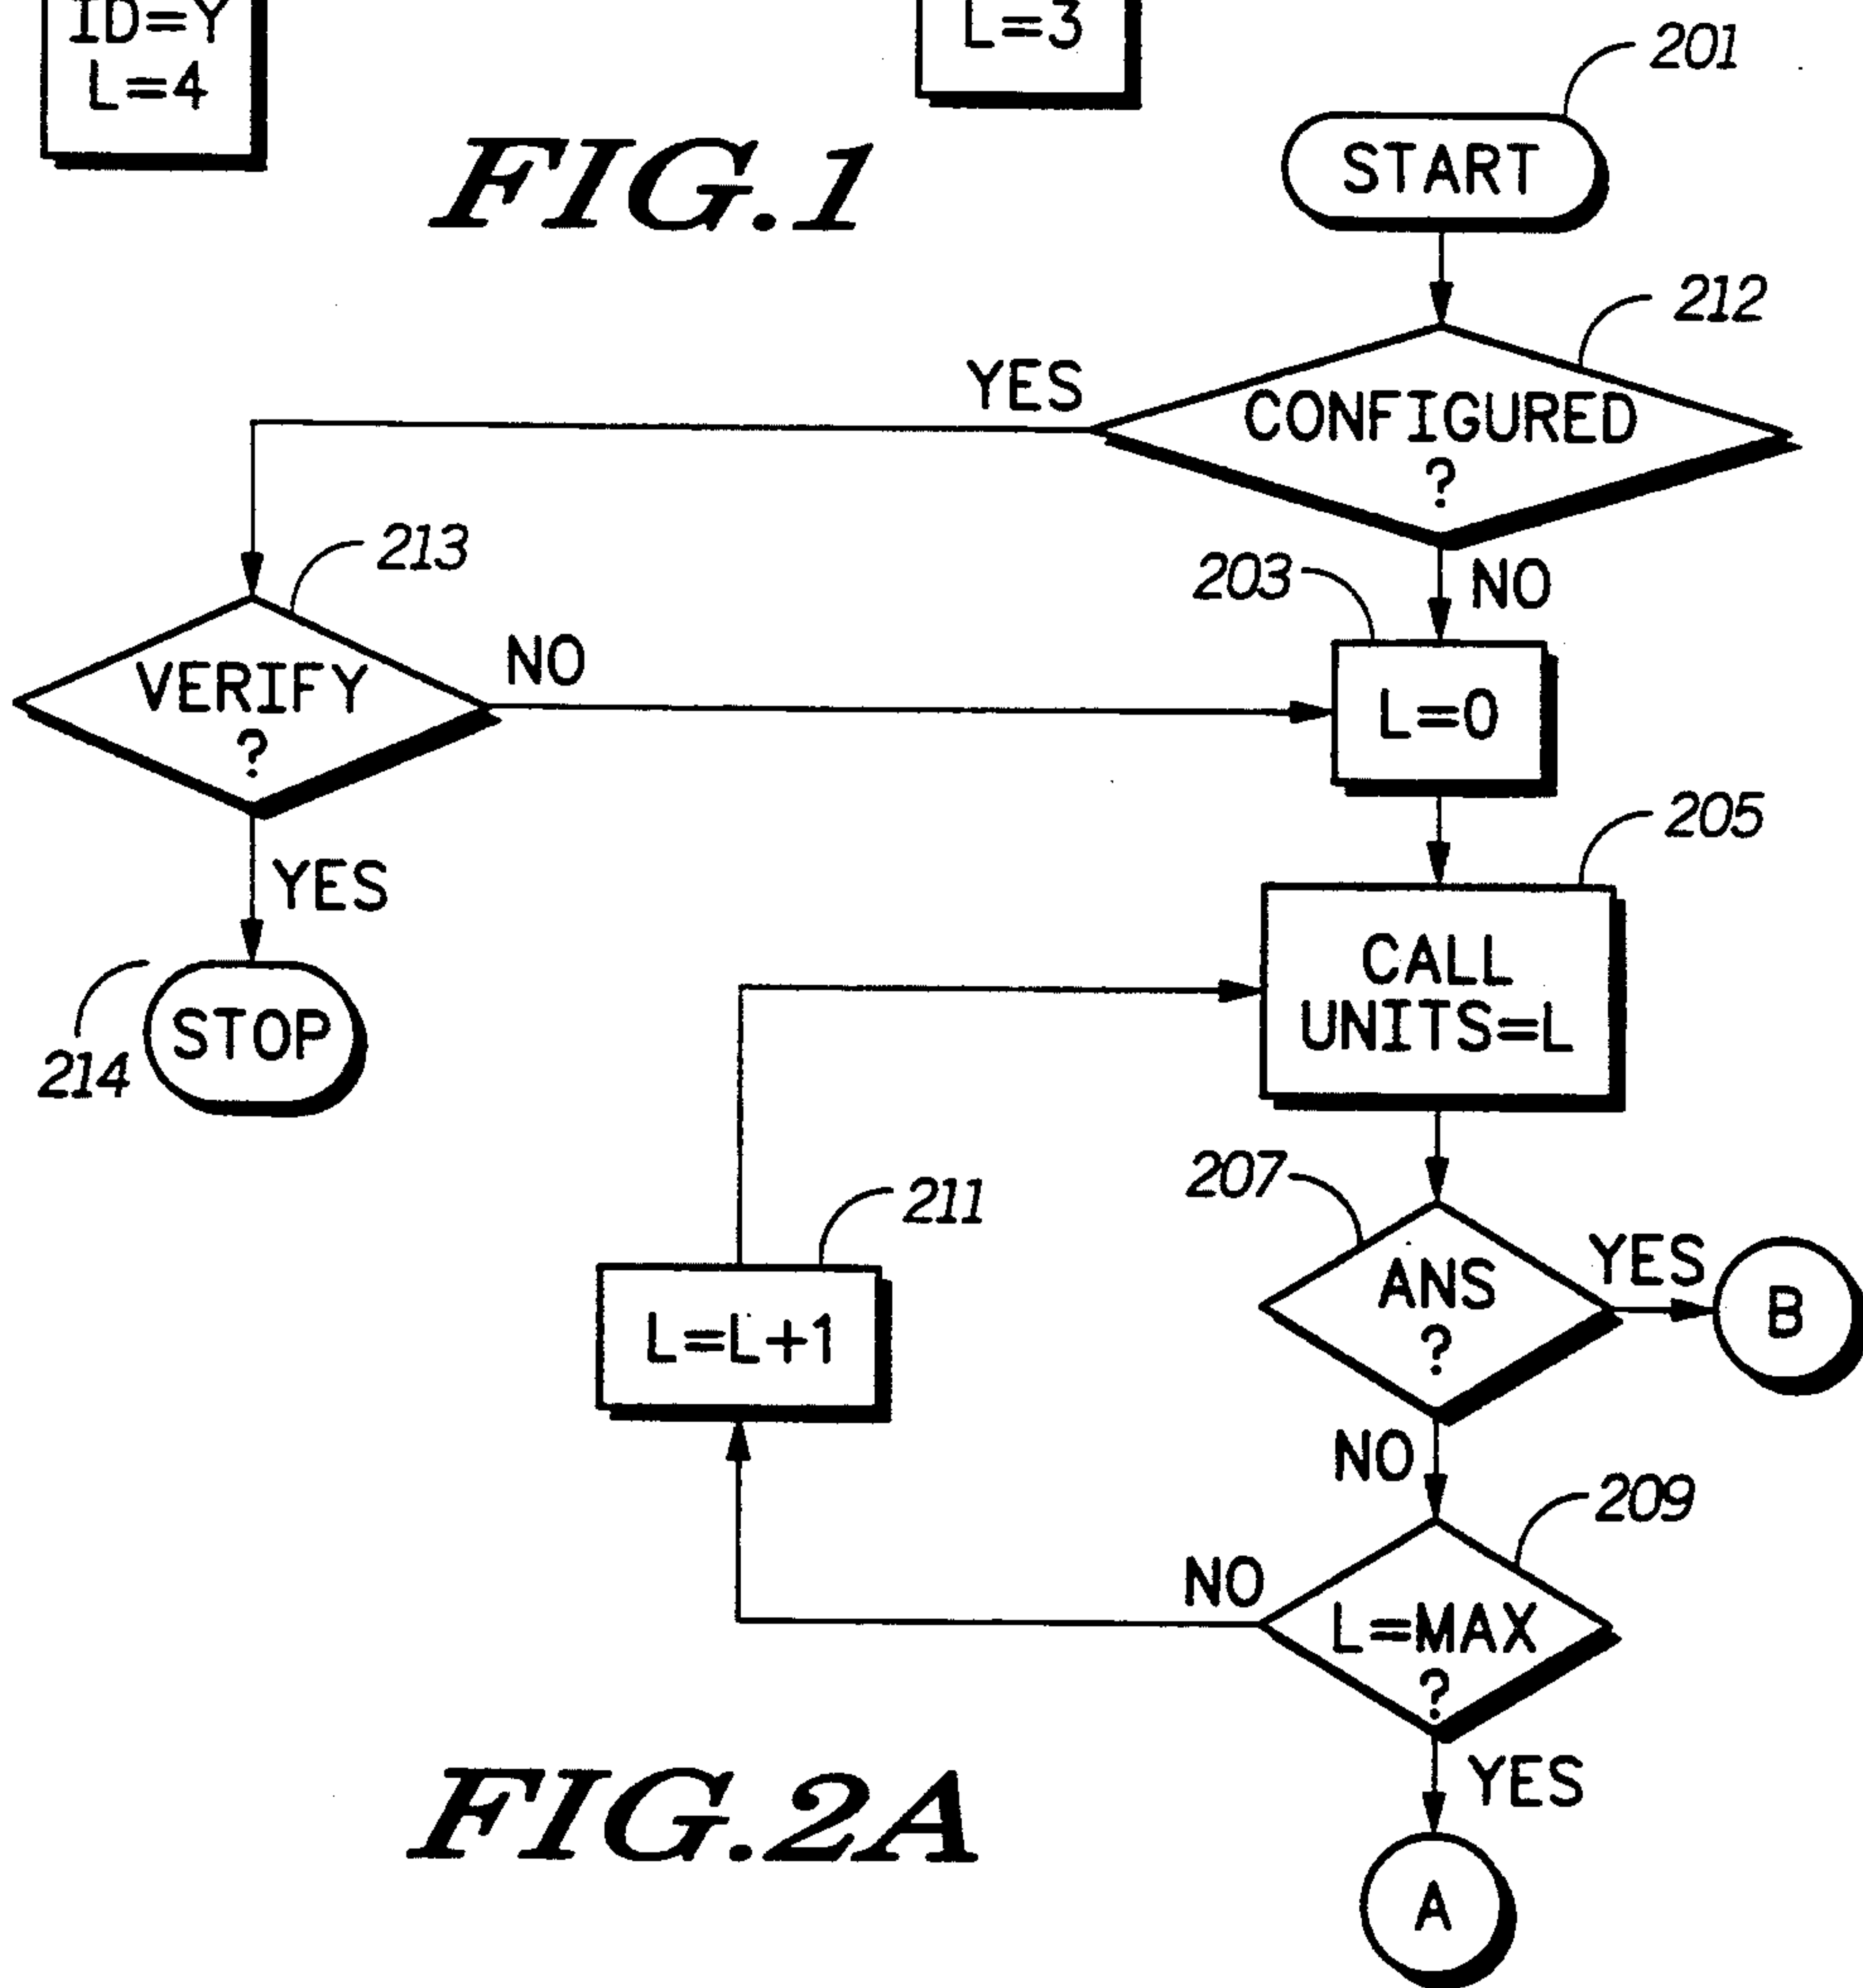 ID=Y
L=4
L=3
FIG.1
201
START
212
CONFIGURED
?
YES
NO
213
VERIFY
?
NO
203
L=0
YES
214
STOP
205
CALL
UNITS=L
207
ANS
?
YES
B
211
L=L+1
NO
209
L=MAX
?
NO
YES
A
FIG.2A